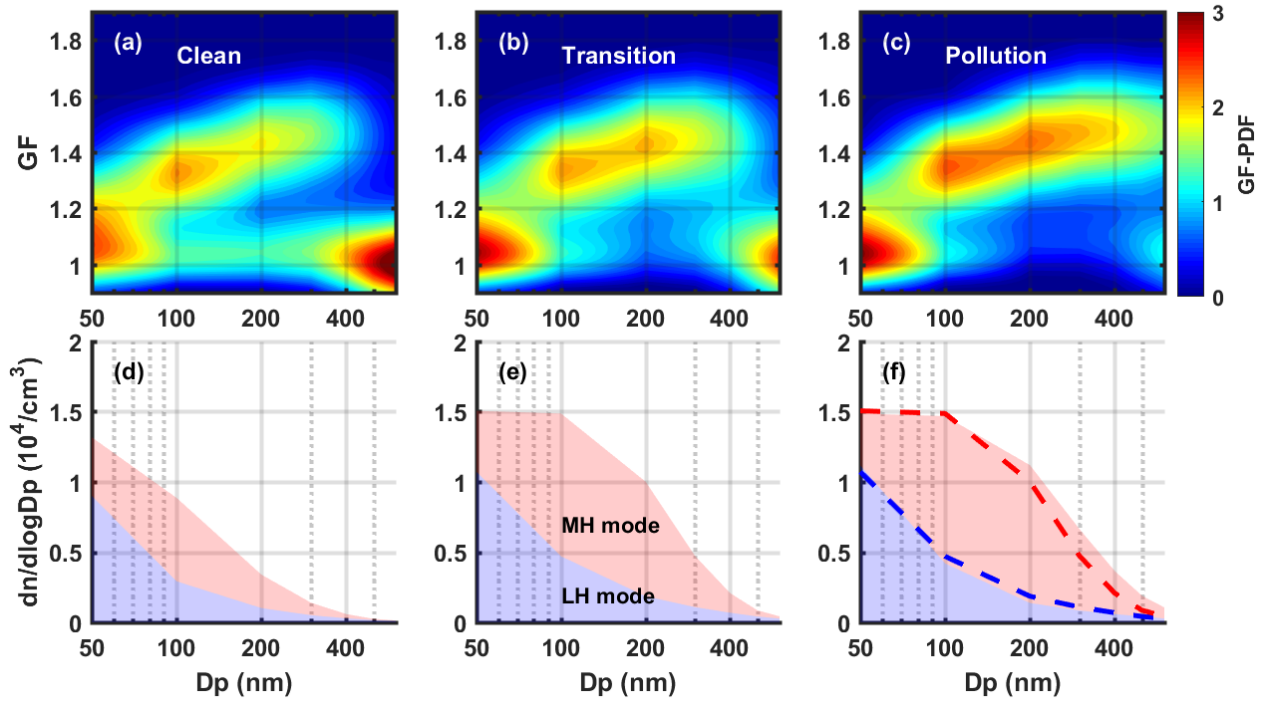 (a) Clean
(b) Transition
(c) Pollution
GF
1.8
1.6
1.4
1.2
1
50 100 200 400
50 100 200 400
50 100 200 400
3
2
1
0
GF-PDF
(d)
(e)
(f)
dn/dlogDp (10⁴/cm³)
2
1.5
1
0.5
0
2
1.5
1
0.5
0
2
1.5
1
0.5
0
MH mode
LH mode
50 100 200 400
50 100 200 400
50 100 200 400
Dp (nm)
Dp (nm)
Dp (nm)
1.8
1.6
1.4
1.2
1
1.8
1.6
1.4
1.2
1